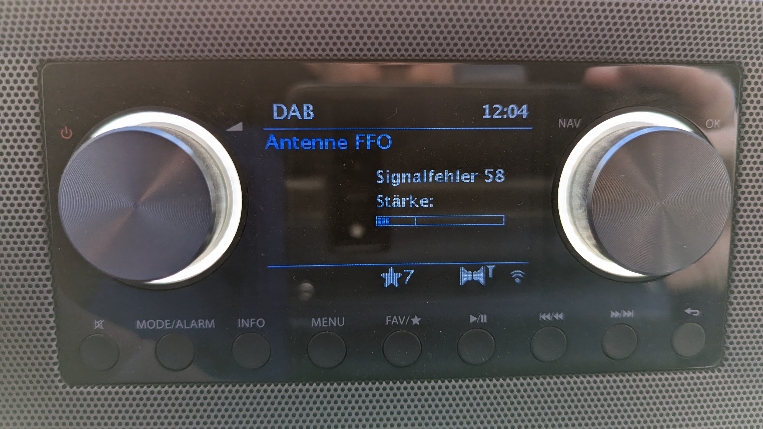 DAB 12:04
NAV OK
Antenne FFO
Signalfehler 58
Stärke:
7
MODE/ALARM INFO MENU FAV/★